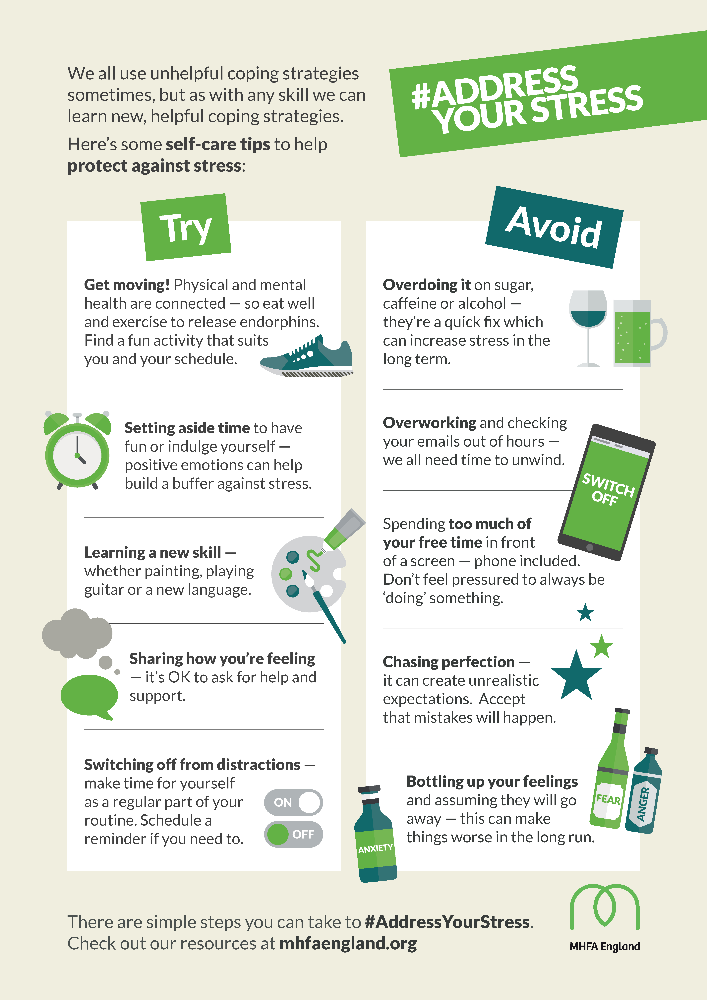 We all use unhelpful coping strategies
sometimes, but as with any skill we can
learn new, helpful coping strategies.
Here’s some self-care tips to help
protect against stress:
#ADDRESS
YOUR STRESS
Try
Get moving! Physical and mental
health are connected — so eat well
and exercise to release endorphins.
Find a fun activity that suits
you and your schedule.
Setting aside time to have
fun or indulge yourself —
positive emotions can help
build a buffer against stress.
Learning a new skill —
whether painting, playing
guitar or a new language.
Sharing how you’re feeling
— it’s OK to ask for help and
support.
Switching off from distractions —
make time for yourself
as a regular part of your
routine. Schedule a
reminder if you need to.
ON
OFF
Avoid
Overdoing it on sugar,
caffeine or alcohol —
they’re a quick fix which
can increase stress in the
long term.
Overworking and checking
your emails out of hours —
we all need time to unwind.
SWITCH
OFF
Spending too much of
your free time in front
of a screen — phone included.
Don’t feel pressured to always be
‘doing’ something.
Chasing perfection —
it can create unrealistic
expectations.  Accept
that mistakes will happen.
Bottling up your feelings
and assuming they will go
away — this can make
things worse in the long run.
FEAR
ANGER
ANXIETY
There are simple steps you can take to #AddressYourStress.
Check out our resources at mhfaengland.org
MHFA England